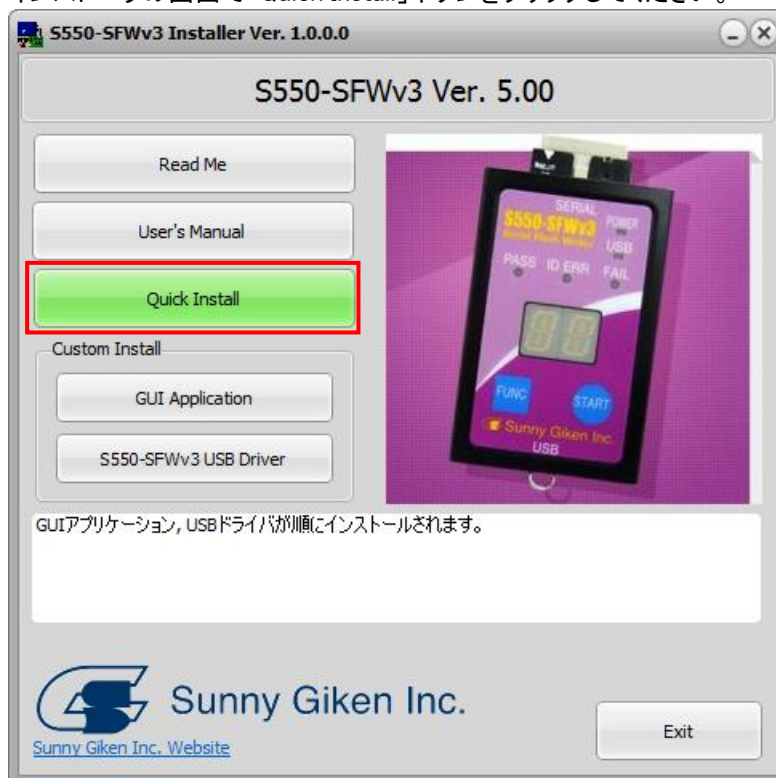 S550-SFWv3 Installer Ver. 1.0.0.0
S550-SFWv3 Ver. 5.00
Read Me
User's Manual
Quick Install
Custom Install
GUI Application
S550-SFWv3 USB Driver
SERIAL
S550-SFWv3
Serial Flash Writer
POWER
USB
PASS
ID ERR
FAIL
FUNC
START
Sunny Giken Inc.
USB
GUIアプリケーション, USBドライバが順にインストールされます。
Sunny Giken Inc.
Sunny Giken Inc. Website
Exit